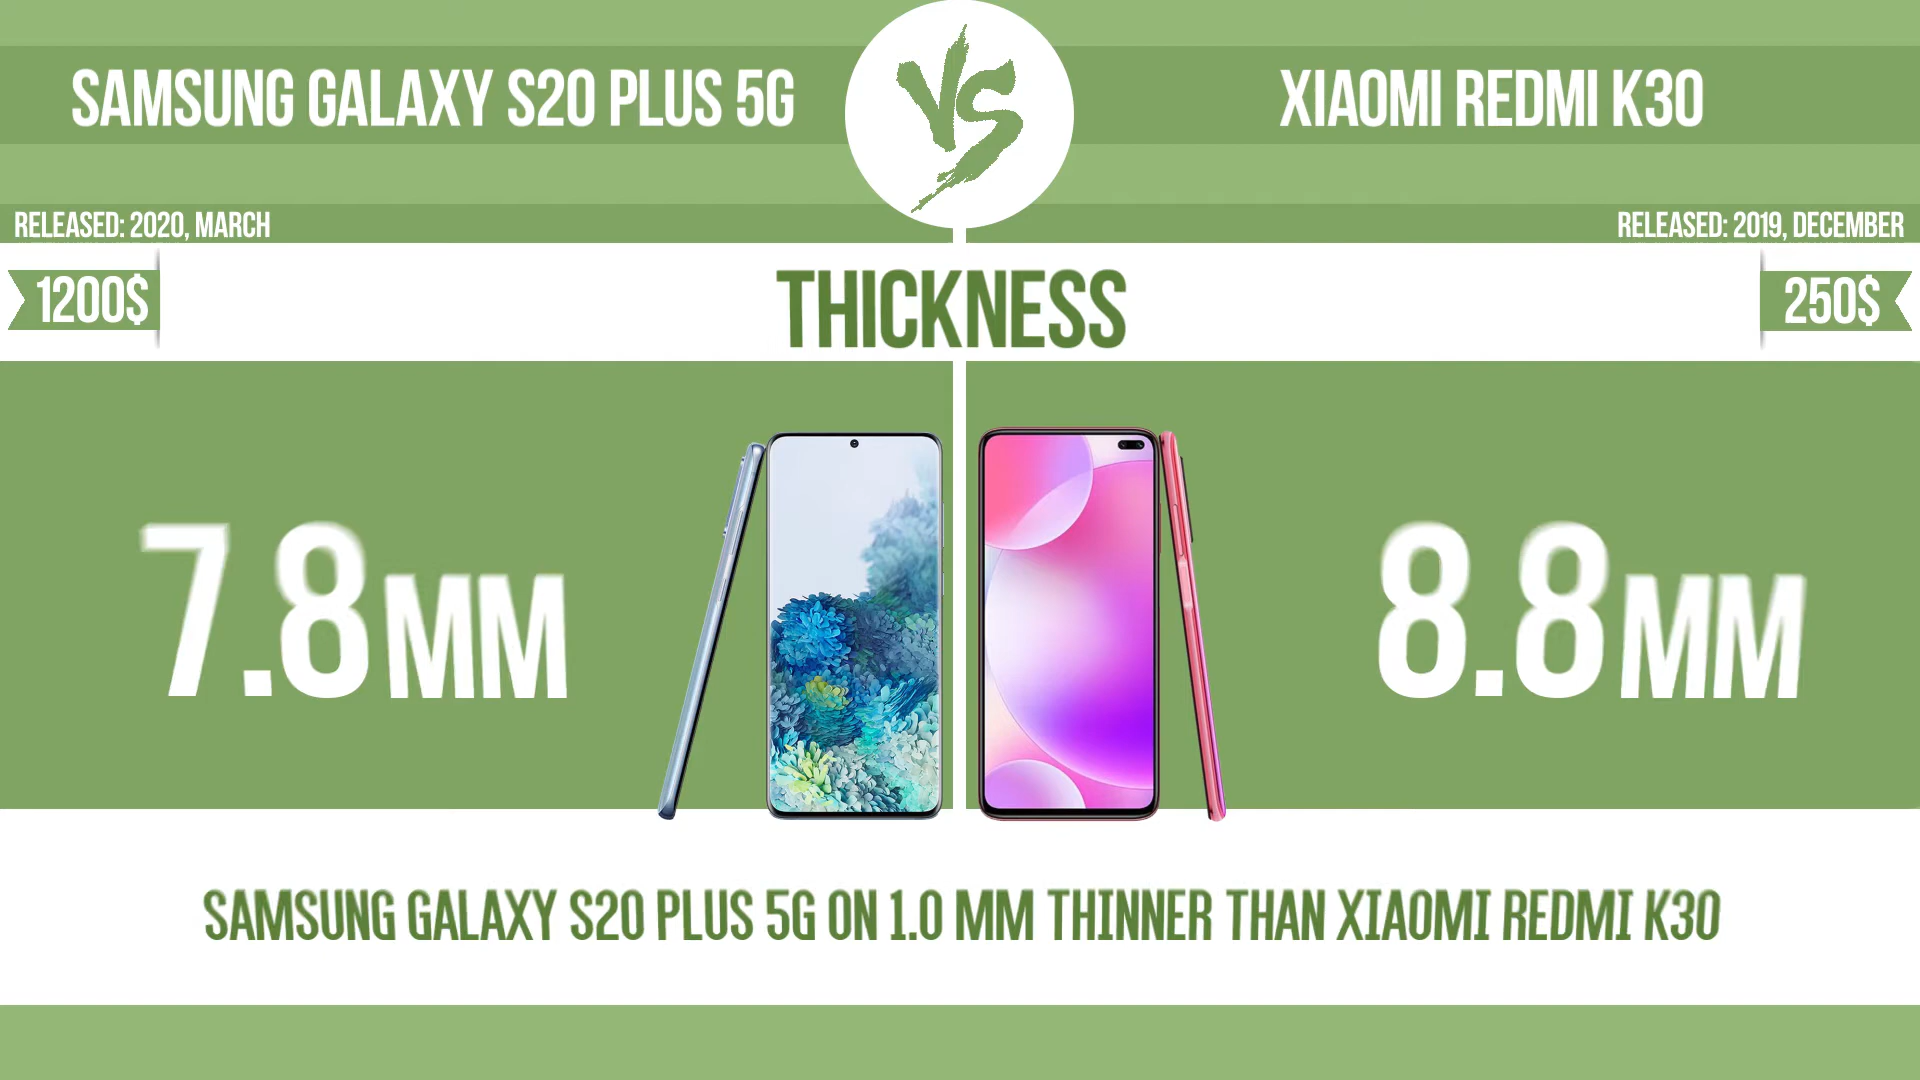 SAMSUNG GALAXY S20 PLUS 5G
VS
XIAOMI REDMI K30
RELEASED: 2020, MARCH
RELEASED: 2019, DECEMBER
1200$
THICKNESS
250$
7.8MM
8.8MM
SAMSUNG GALAXY S20 PLUS 5G ON 1.0 MM THINNER THAN XIAOMI REDMI K30